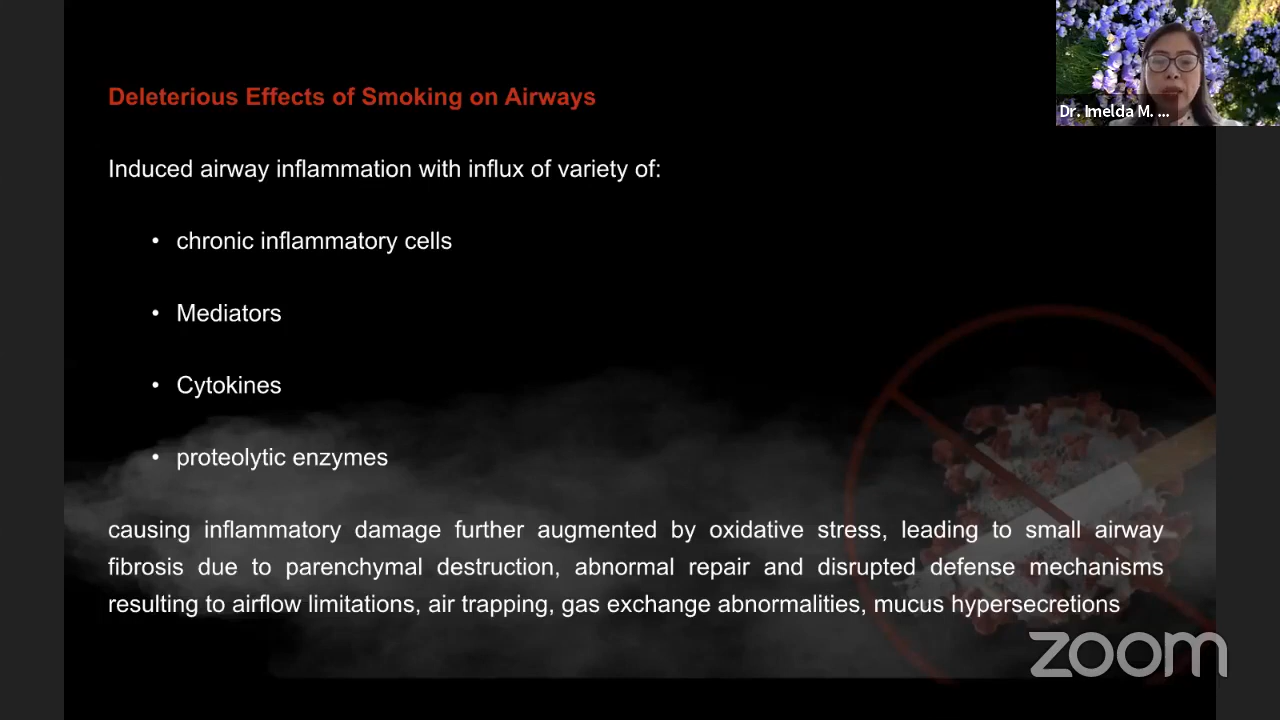 Deleterious Effects of Smoking on Airways
Dr. Imelda M. ...
Induced airway inflammation with influx of variety of:
• chronic inflammatory cells
• Mediators
• Cytokines
• proteolytic enzymes
causing inflammatory damage further augmented by oxidative stress, leading to small airway
fibrosis due to parenchymal destruction, abnormal repair and disrupted defense mechanisms
resulting to airflow limitations, air trapping, gas exchange abnormalities, mucus hypersecretions
zoom